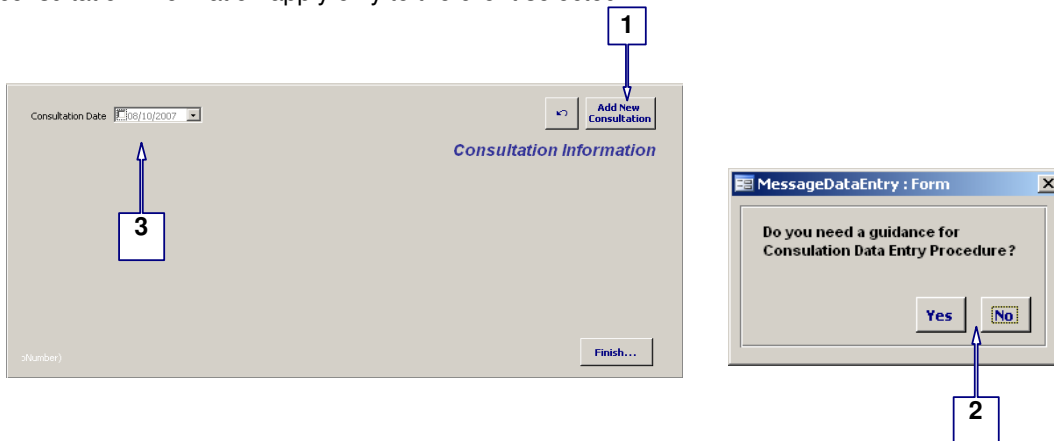 1
Consultation Date 08/10/2007
Add New
Consultation
Consultation Information
3
MessageDataEntry : Form
Do you need a guidance for
Consulation Data Entry Procedure?
Yes No
Finish...
2